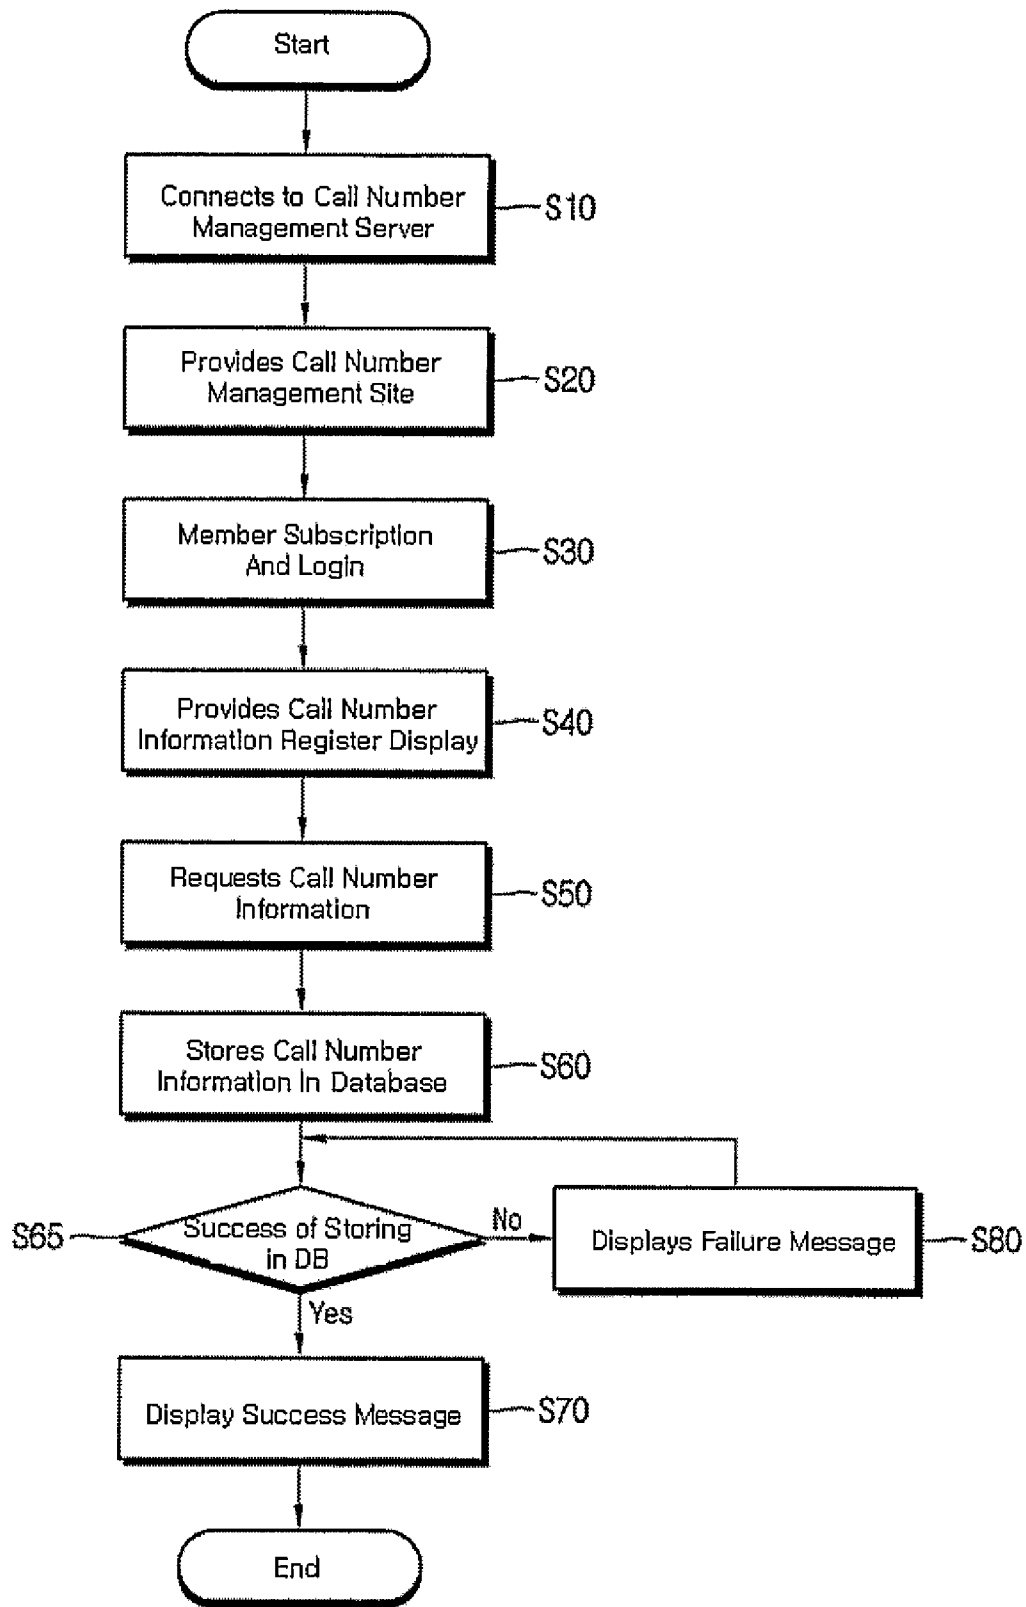 Start
Connects to Call Number
Management Server
S10
Provides Call Number
Management Site
S20
Member Subscription
And Login
S30
Provides Call Number
Information Register Display
S40
Requests Call Number
Information
S50
Stores Call Number
Information In Database
S60
S65
Success of Storing
in DB
No
Displays Failure Message
S80
Yes
Display Success Message
S70
End